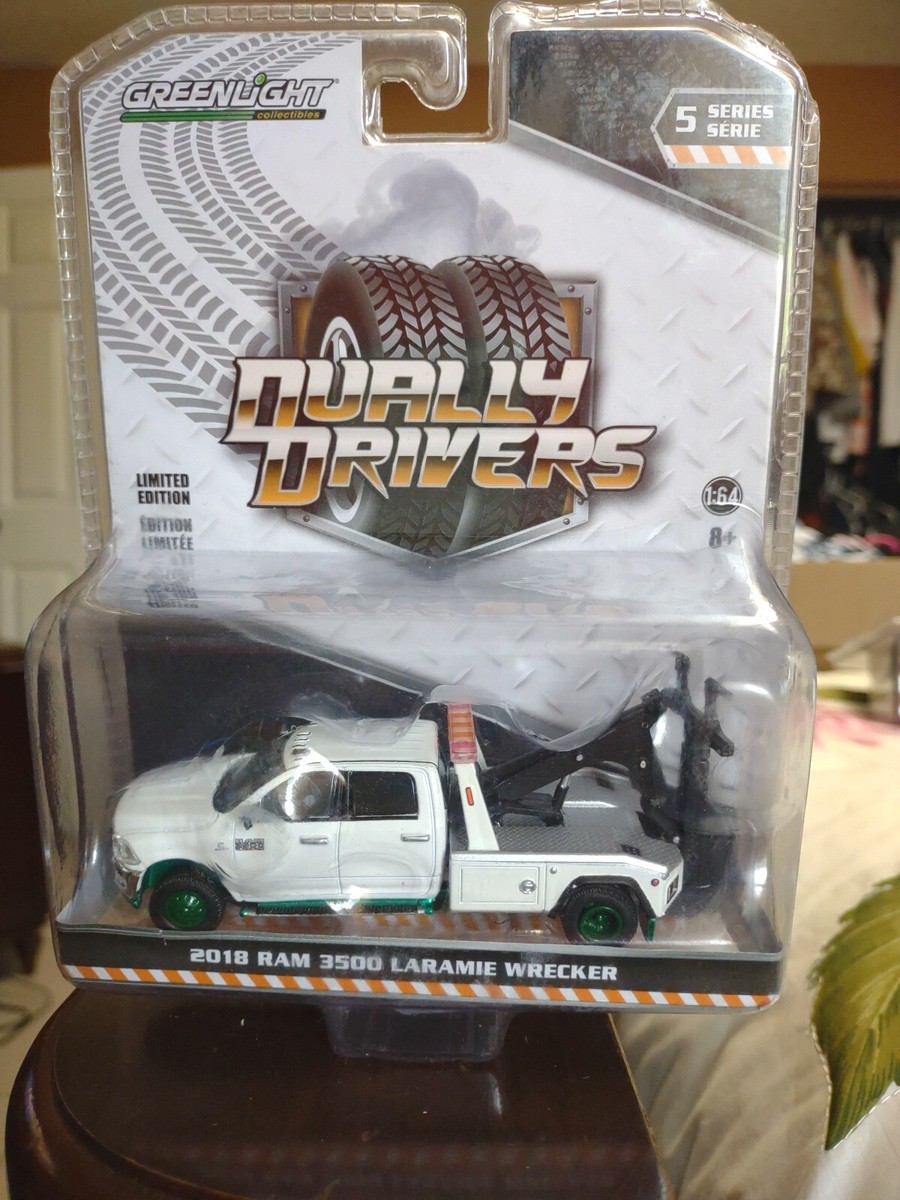 GREENLIGHT®
collectibles
5 SERIES
SÉRIE
DUALLY
DRIVERS
LIMITED
EDITION
ÉDITION
LIMITÉE
1:64
8+
2018 RAM 3500 LARAMIE WRECKER